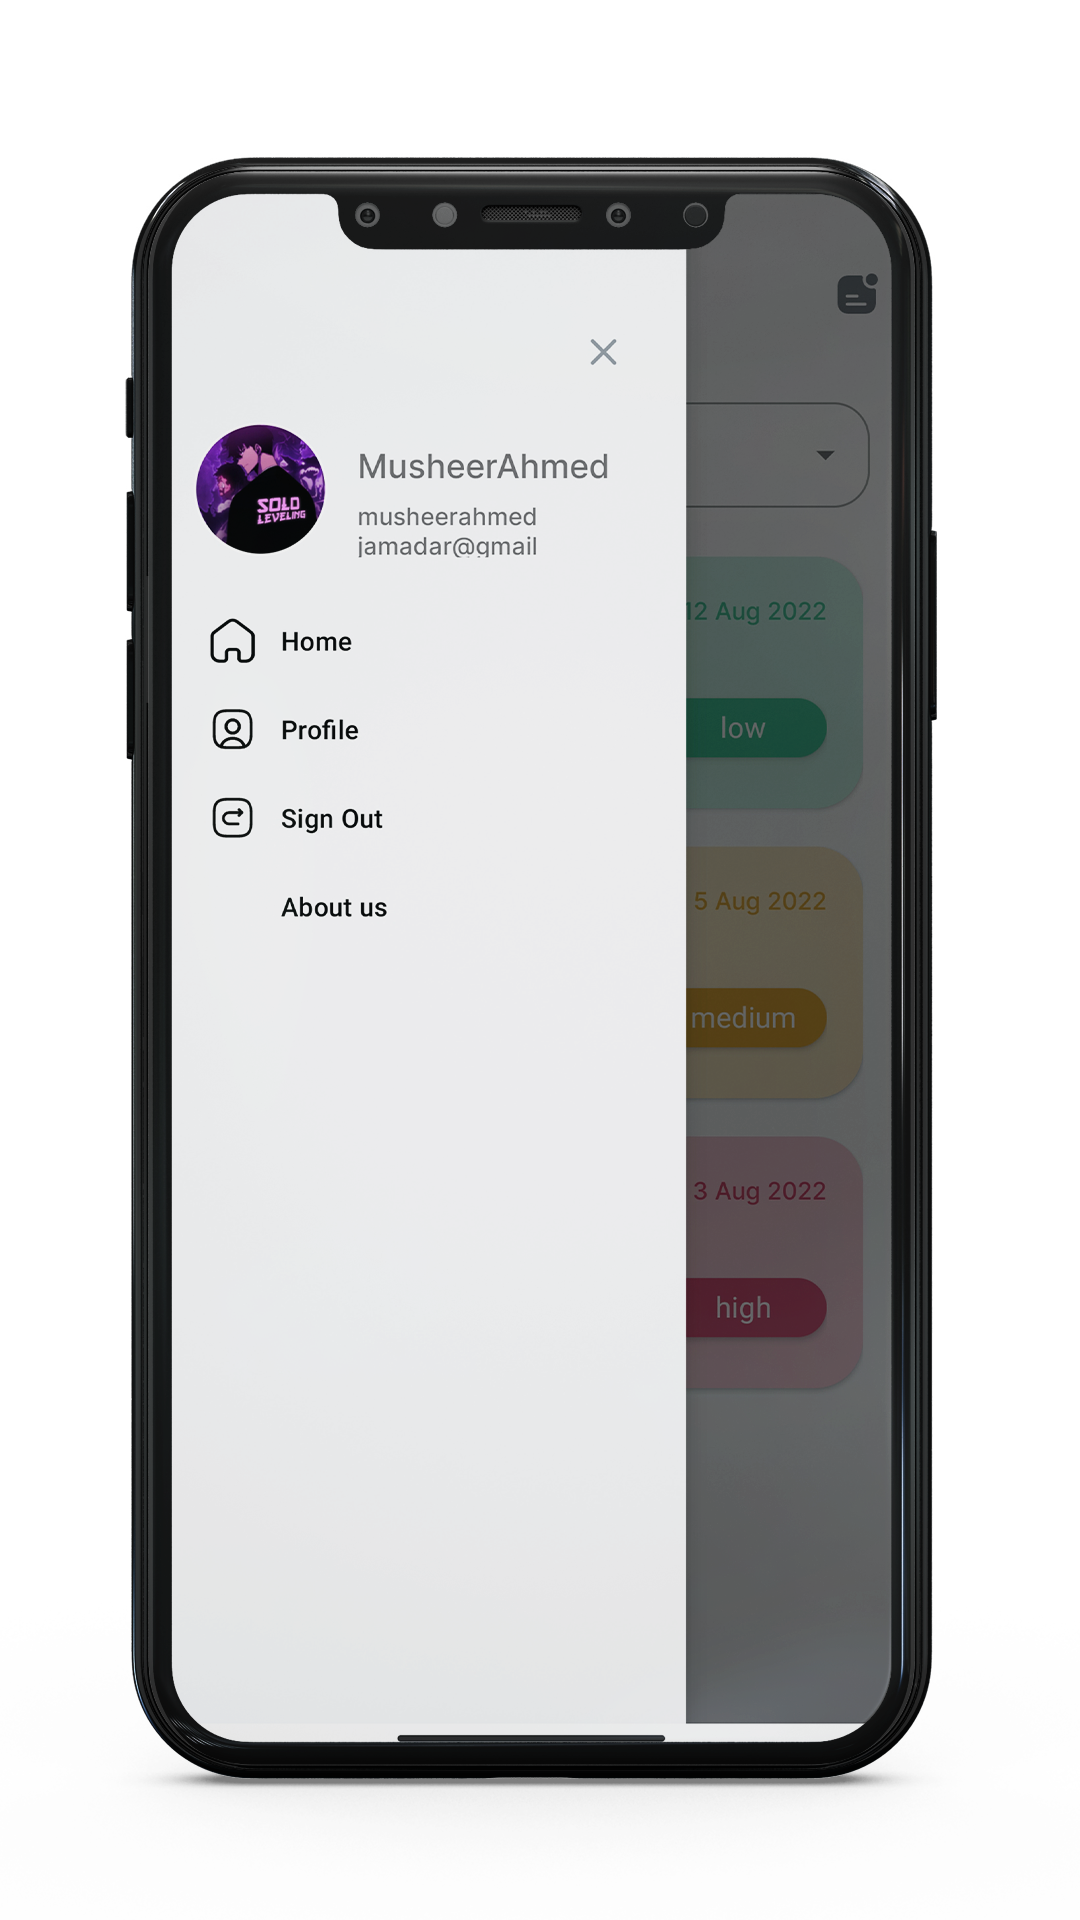 SOLO
LEVELING
MusheerAhmed
musheerahmed
jamadar@gmail
Home
Profile
Sign Out
About us
12 Aug 2022
low
5 Aug 2022
medium
3 Aug 2022
high